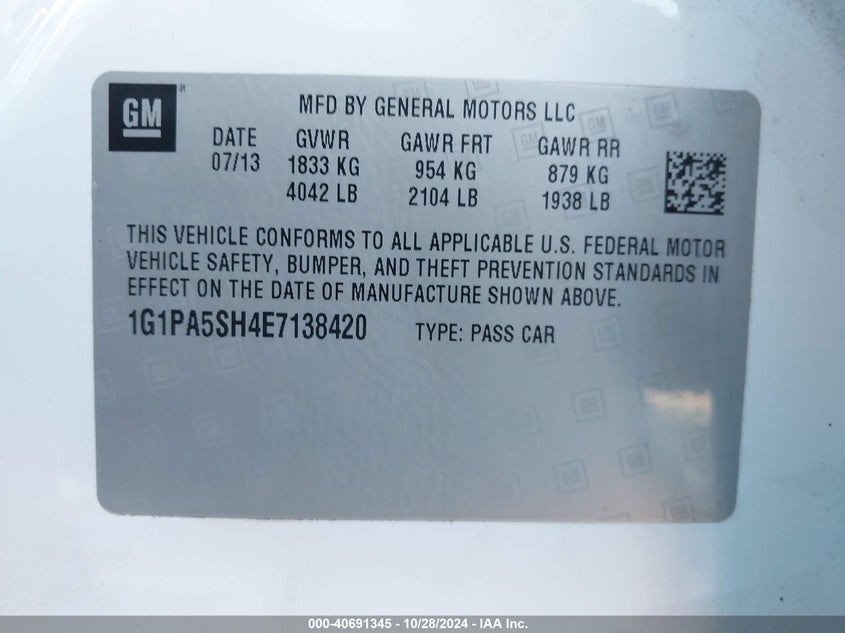 GM
MFD BY GENERAL MOTORS LLC
DATE GVWR GAWR FRT GAWR RR
07/13 1833 KG 954 KG 879 KG
4042 LB 2104 LB 1938 LB
THIS VEHICLE CONFORMS TO ALL APPLICABLE U.S. FEDERAL MOTOR
VEHICLE SAFETY, BUMPER, AND THEFT PREVENTION STANDARDS IN
EFFECT ON THE DATE OF MANUFACTURE SHOWN ABOVE.
1G1PA5SH4E7138420 TYPE: PASS CAR
000-40691345 - 10/28/2024 - IAA Inc.